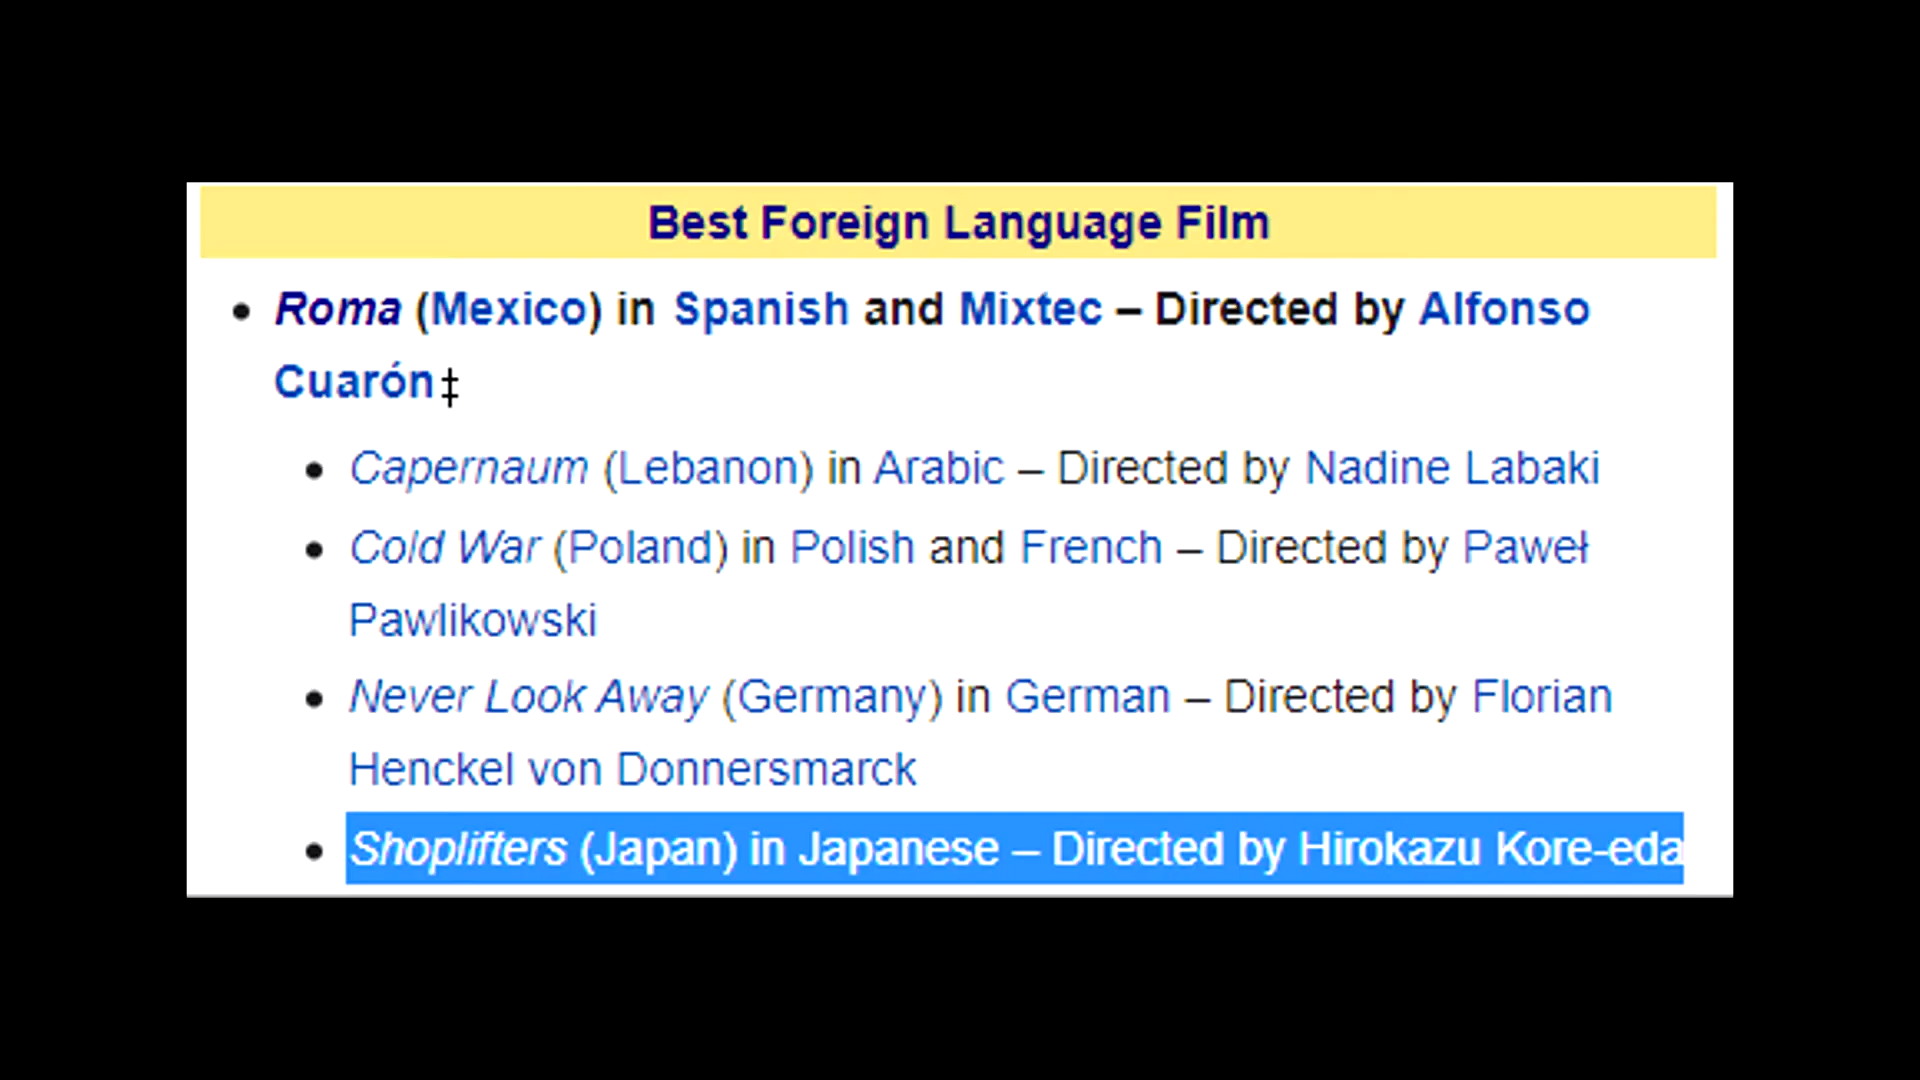 Best Foreign Language Film
• Roma (Mexico) in Spanish and Mixtec – Directed by Alfonso
Cuarón‡
• Capernaum (Lebanon) in Arabic – Directed by Nadine Labaki
• Cold War (Poland) in Polish and French – Directed by Paweł
Pawlikowski
• Never Look Away (Germany) in German – Directed by Florian
Henckel von Donnersmarck
• Shoplifters (Japan) in Japanese – Directed by Hirokazu Kore-eda